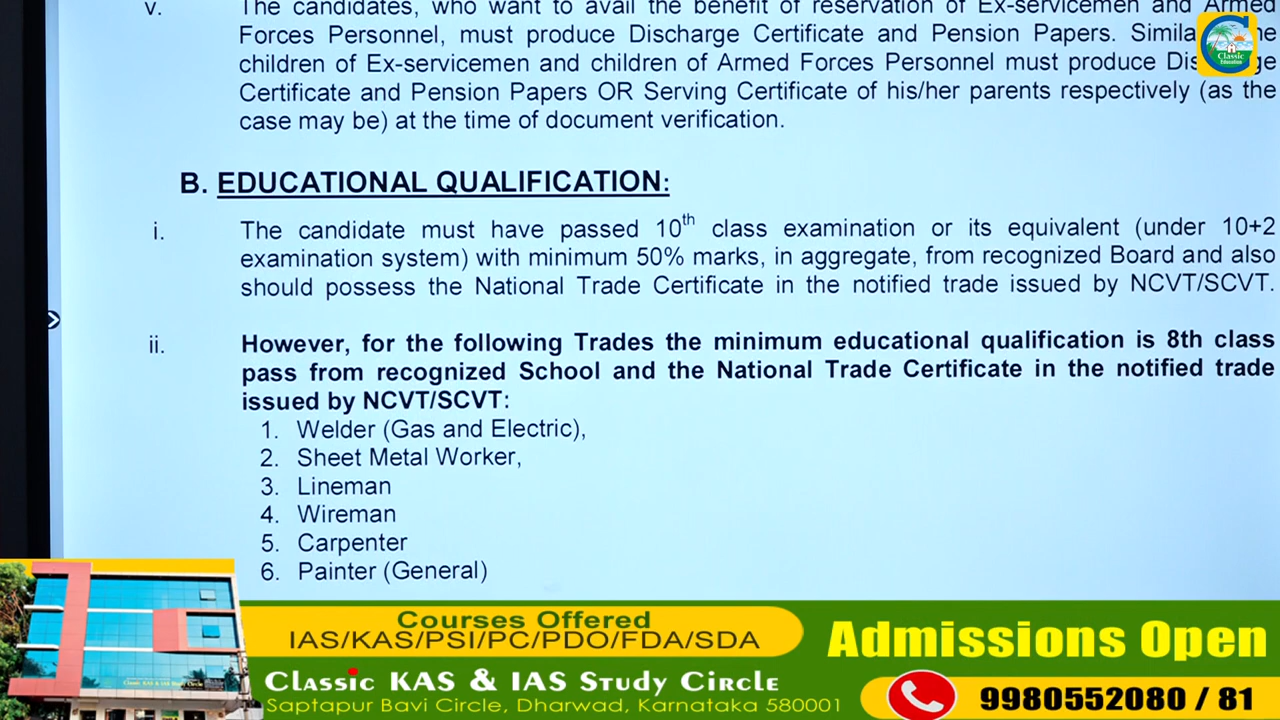 v. The candidates, who want to avail the benefit of reservation of Ex-servicemen and Armed
Forces Personnel, must produce Discharge Certificate and Pension Papers.
children of Ex-servicemen and children of Armed Forces Personnel must produce
Certificate and Pension Papers OR Serving Certificate of his/her parents respectively (as the
case may be) at the time of document verification.
Classic
Education
B. EDUCATIONAL QUALIFICATION:
i. The candidate must have passed 10th class examination or its equivalent (under 10+2
examination system) with minimum 50% marks, in aggregate, from recognized Board and also
should possess the National Trade Certificate in the notified trade issued by NCVT/SCVT.
ii. However, for the following Trades the minimum educational qualification is 8th class
pass from recognized School and the National Trade Certificate in the notified trade
issued by NCVT/SCVT:
1. Welder (Gas and Electric),
2. Sheet Metal Worker,
3. Lineman
4. Wireman
5. Carpenter
6. Painter (General)
Courses Offered
IAS/KAS/PSI/PC/PDO/FDA/SDA
Classic KAS & IAS Study Circle
Saptapur Bavi Circle, Dharwad, Karnataka 580001
Admissions Open
9980552080 / 81